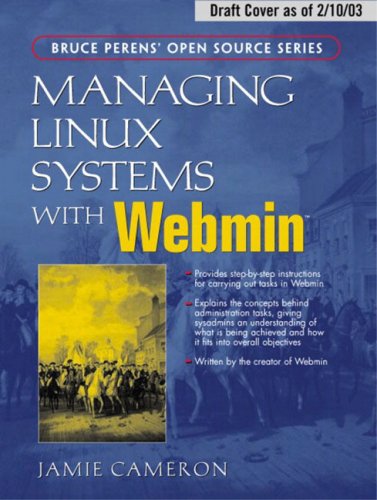 Draft Cover as of 2/10/03
BRUCE PERENS' OPEN SOURCE SERIES
MANAGING
LINUX
SYSTEMS
WITH Webmin™
Provides step-by-step instructions
for carrying out tasks in Webmin
Explains the concepts behind
administration tasks, giving
sysadmins an understanding of
what is being achieved and how
it fits into overall objectives
Written by the creator of Webmin
JAMIE CAMERON